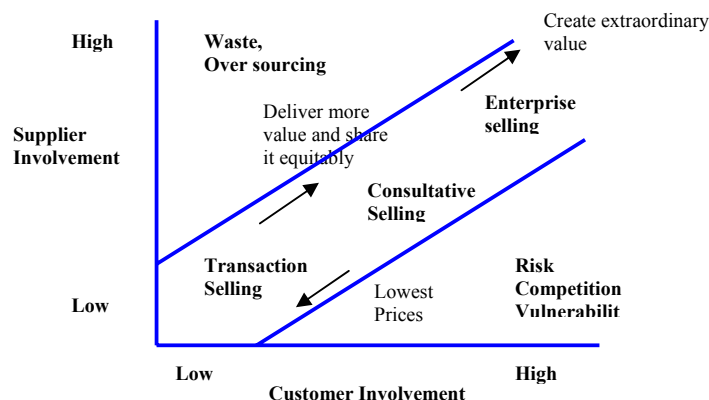 Create extraordinary
value
High
Waste,
Over sourcing
Enterprise
selling
Deliver more
value and share
it equitably
Supplier
Involvement
Consultative
Selling
Transaction
Selling
Risk
Competition
Vulnerabilit
Lowest
Prices
Low
Low
High
Customer Involvement